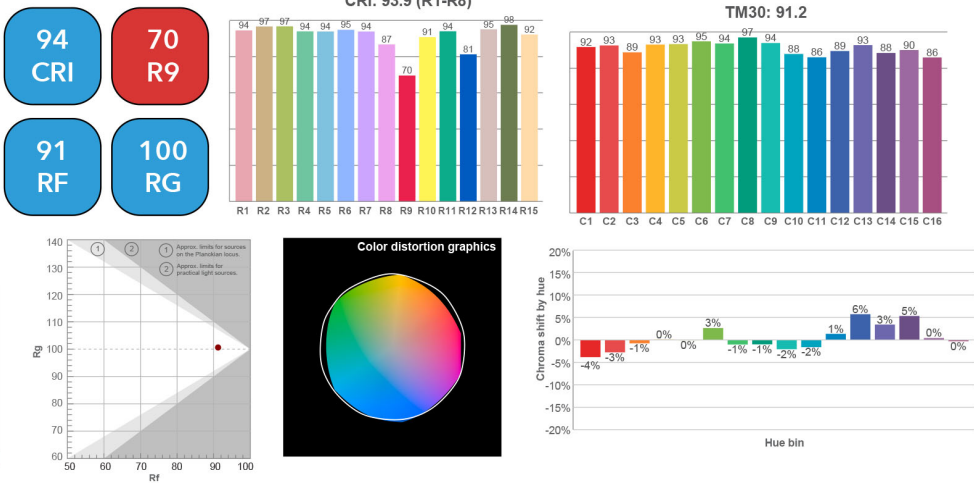 94
CRI
70
R9
91
RF
100
RG
CRI: 93.9 (R1-R8)
94 97 97 94 94 95 94 87 70 91 94 81 95 98 92
R1 R2 R3 R4 R5 R6 R7 R8 R9 R10 R11 R12 R13 R14 R15
TM30: 91.2
92 93 89 93 93 95 94 97 94 88 86 89 93 88 90 86
C1 C2 C3 C4 C5 C6 C7 C8 C9 C10 C11 C12 C13 C14 C15 C16
140
130
120
110
100
90
80
70
60
Rg
1 2
1 Approx. limits for sources
on the Planckian locus.
2 Approx. limits for
practical light sources.
50 60 70 80 90 100
Rf
Color distortion graphics
20%
15%
10%
5%
0%
-5%
-10%
-15%
-20%
Chroma shift by hue
-4% -3% -1% 0% 0% 3% -1% -1% -2% -2% 1% 6% 3% 5% 0% 0%
Hue bin